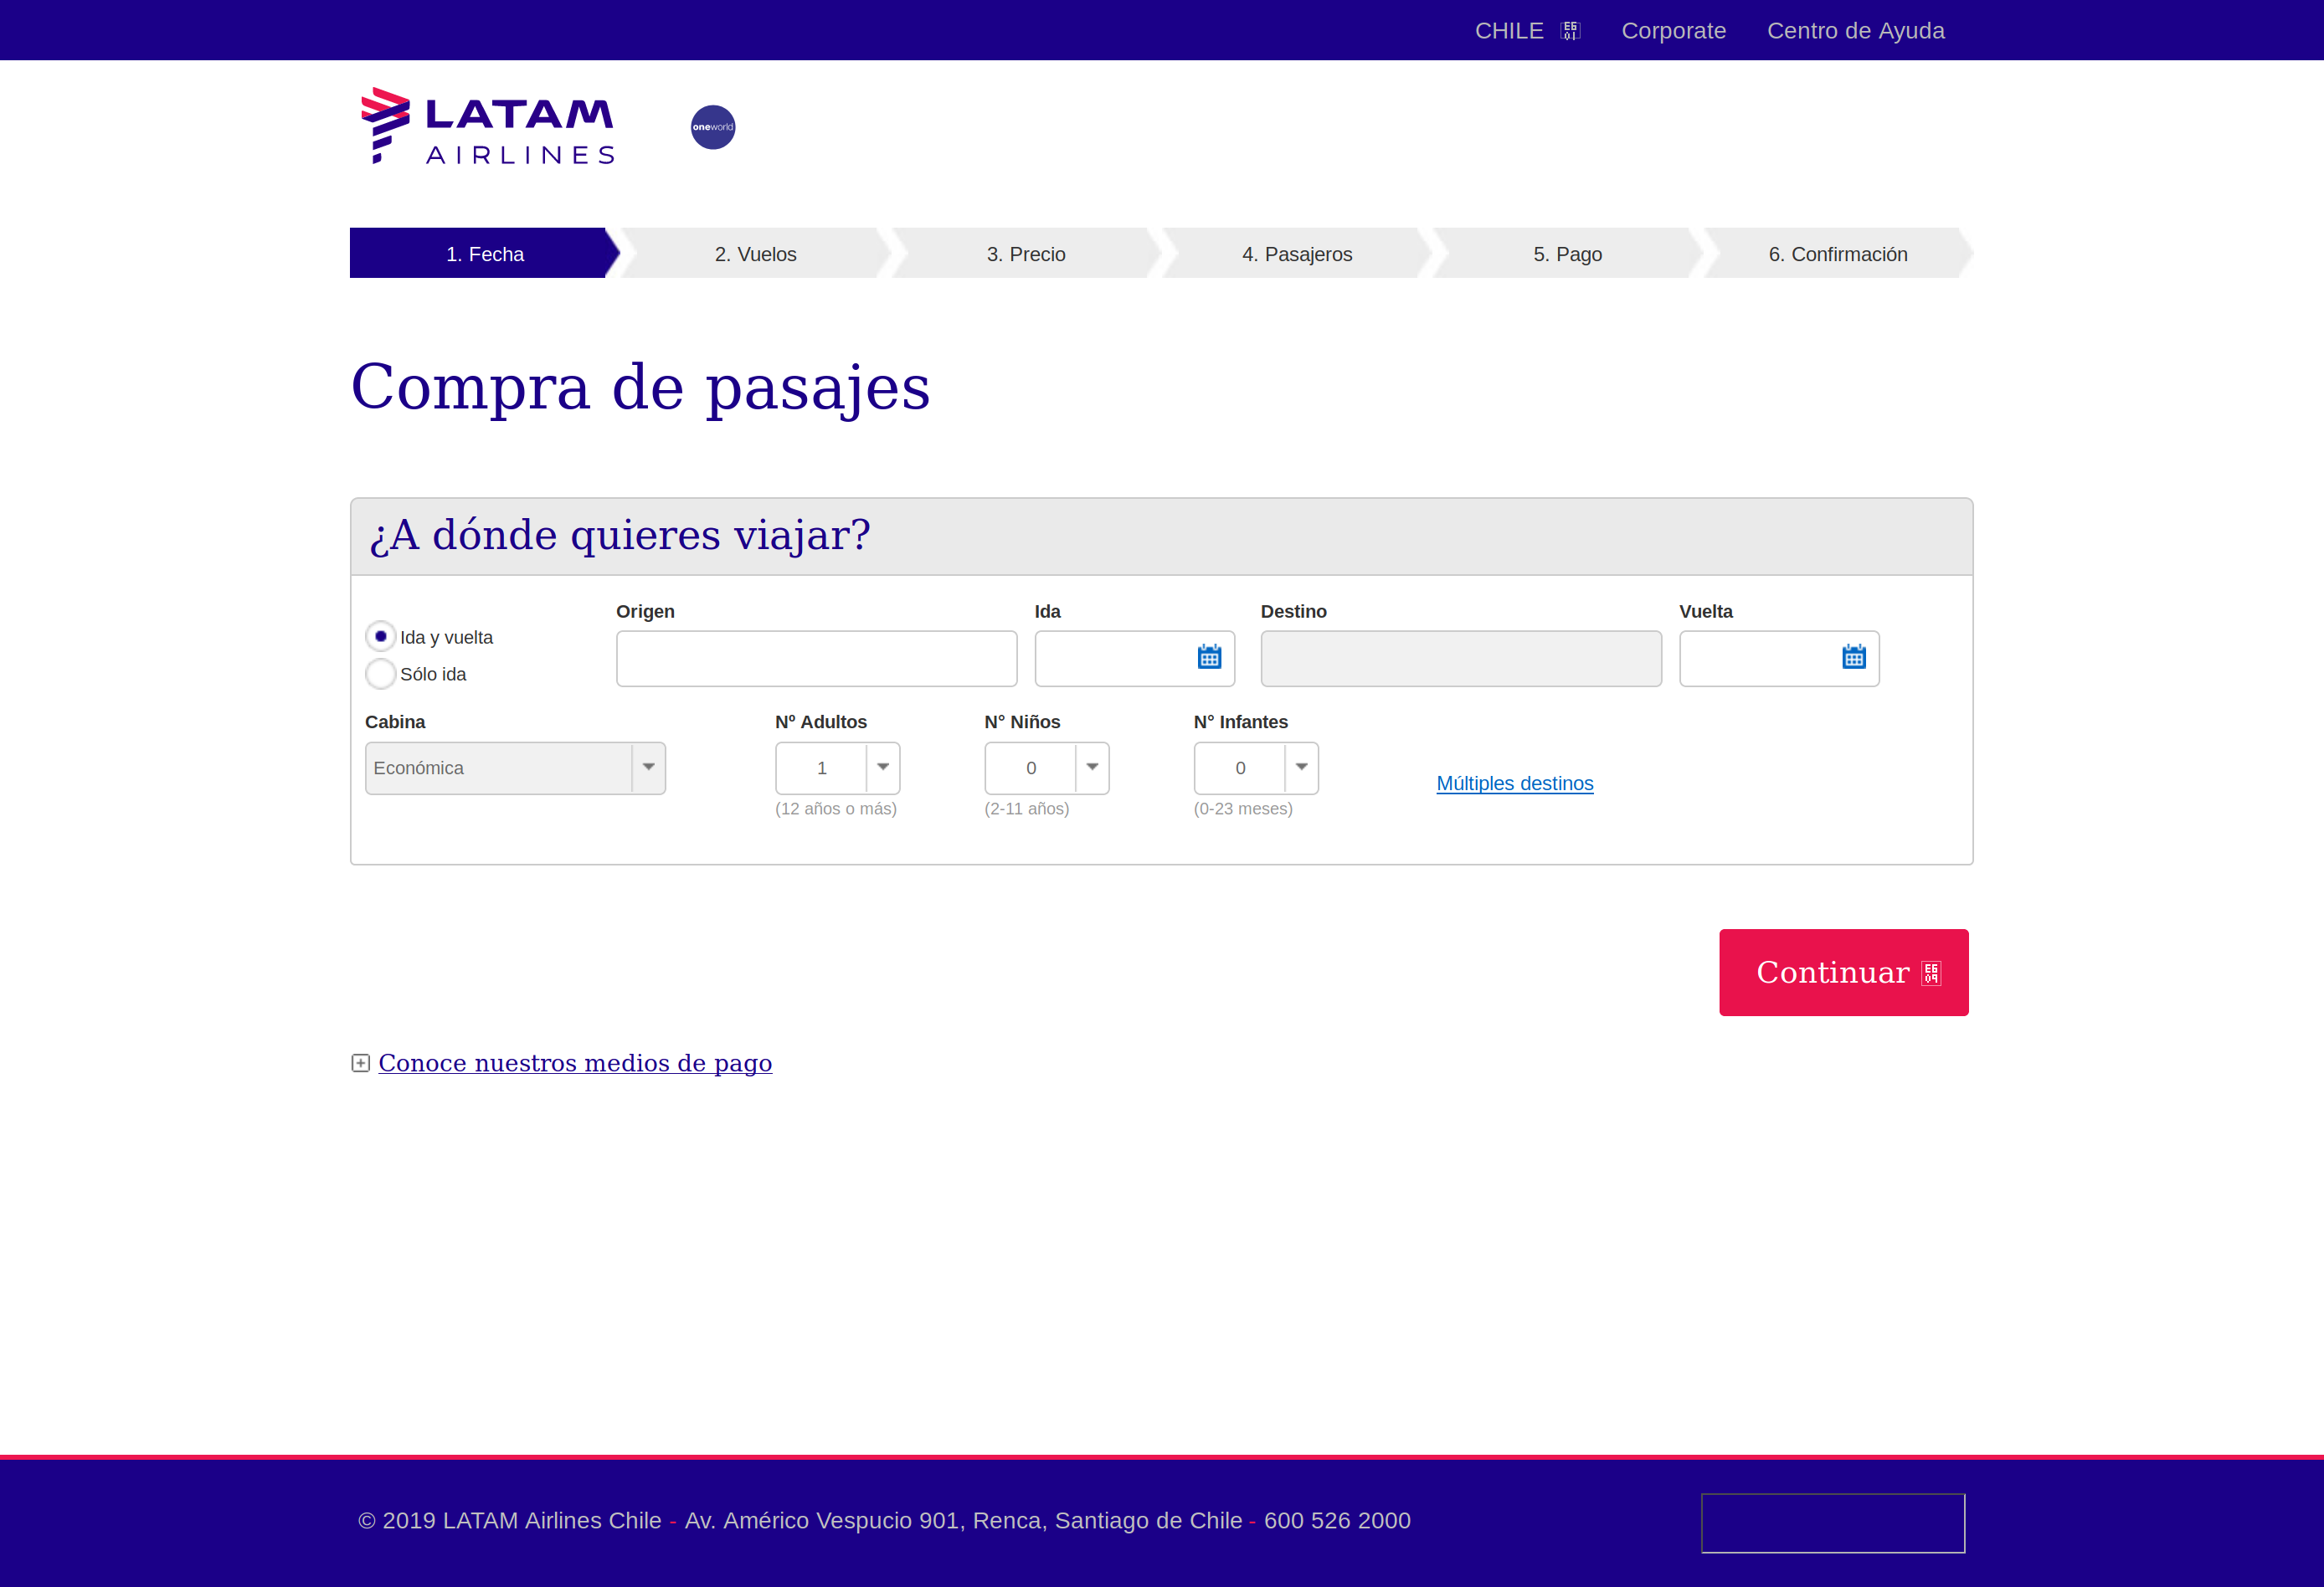 CHILE Corporate Centro de Ayuda
LATAM
AIRLINES
oneworld
1. Fecha 2. Vuelos 3. Precio 4. Pasajeros 5. Pago 6. Confirmación
Compra de pasajes
¿A dónde quieres viajar?
Origen Ida Destino Vuelta
Ida y vuelta
Sólo ida
Cabina Nº Adultos N° Niños N° Infantes
Económica 1 0 0
Múltiples destinos
(12 años o más) (2-11 años) (0-23 meses)
Continuar
Conoce nuestros medios de pago
© 2019 LATAM Airlines Chile - Av. Américo Vespucio 901, Renca, Santiago de Chile - 600 526 2000